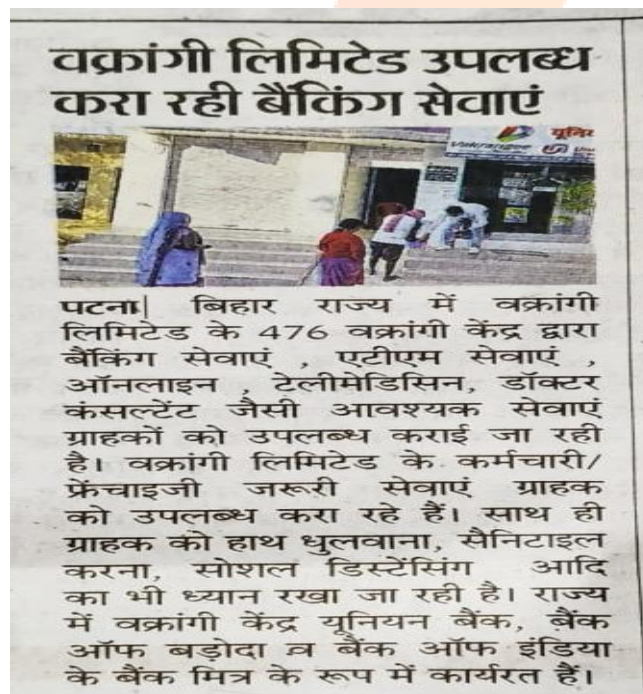 वक्रांगी लिमिटेड उपलब्ध
करा रही बैंकिंग सेवाएं
Vakrangee
पटना| बिहार राज्य में वक्रांगी
लिमिटेड के 476 वक्रांगी केंद्र द्वारा
बैंकिंग सेवाएं , एटीएम सेवाएं ,
ऑनलाइन , टेलीमेडिसिन, डॉक्टर
कंसल्टेंट जैसी आवश्यक सेवाएं
ग्राहकों को उपलब्ध कराई जा रही
है। वक्रांगी लिमिटेड के कर्मचारी/
फ्रेंचाइजी जरूरी सेवाएं ग्राहक
को उपलब्ध करा रहे हैं। साथ ही
ग्राहक को हाथ धुलवाना, सैनिटाइल
करना, सोशल डिस्टेंसिंग आदि
का भी ध्यान रखा जा रही है। राज्य
में वक्रांगी केंद्र यूनियन बैंक, बैंक
ऑफ बड़ोदा व बैंक ऑफ इंडिया
के बैंक मित्र के रूप में कार्यरत हैं।